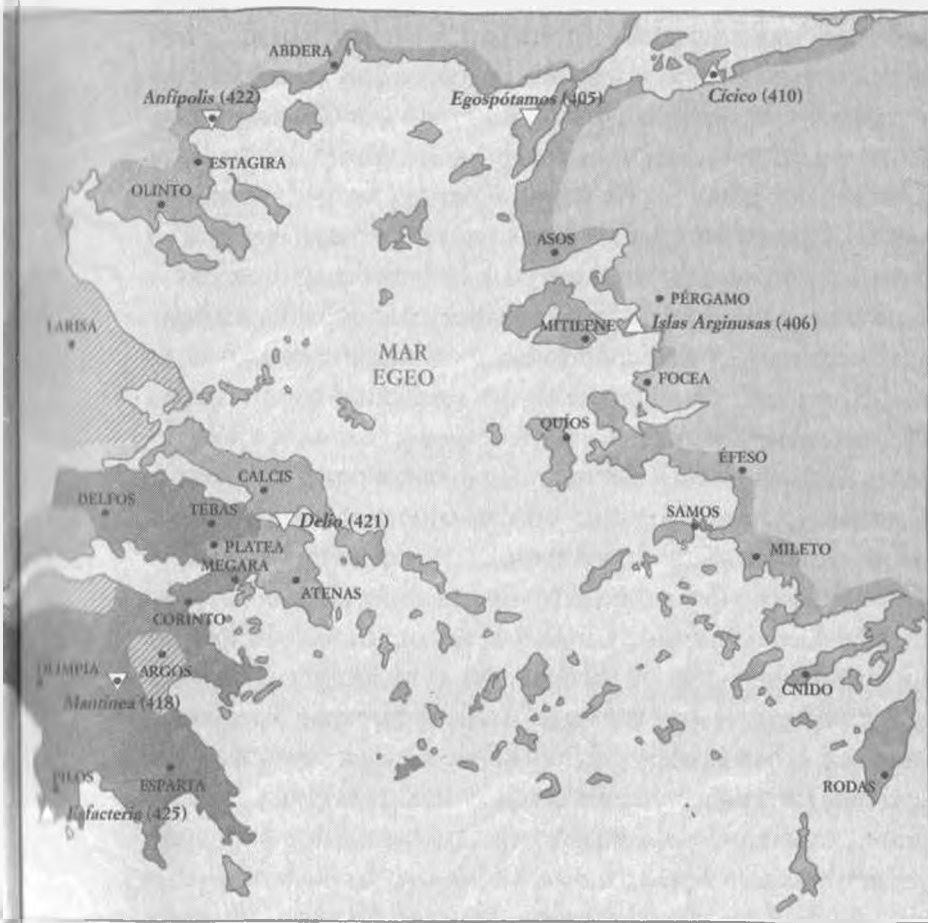 ABDERA
Anfípolis (422)
Egospótamos (405)
Cícico (410)
ESTAGIRA
OLINTO
ASOS
PÉRGAMO
LARISA
MITILENE
Islas Arginusas (406)
MAR
EGEO
FOCEA
QUÍOS
ÉFESO
CALCIS
DELFOS
TEBAS
Delio (421)
SAMOS
PLATEA
MILETO
MEGARA
ATENAS
CORINTO
OLIMPIA
ARGOS
CNIDO
Mantinea (418)
PILOS
ESPARTA
RODAS
Esfacteria (425)